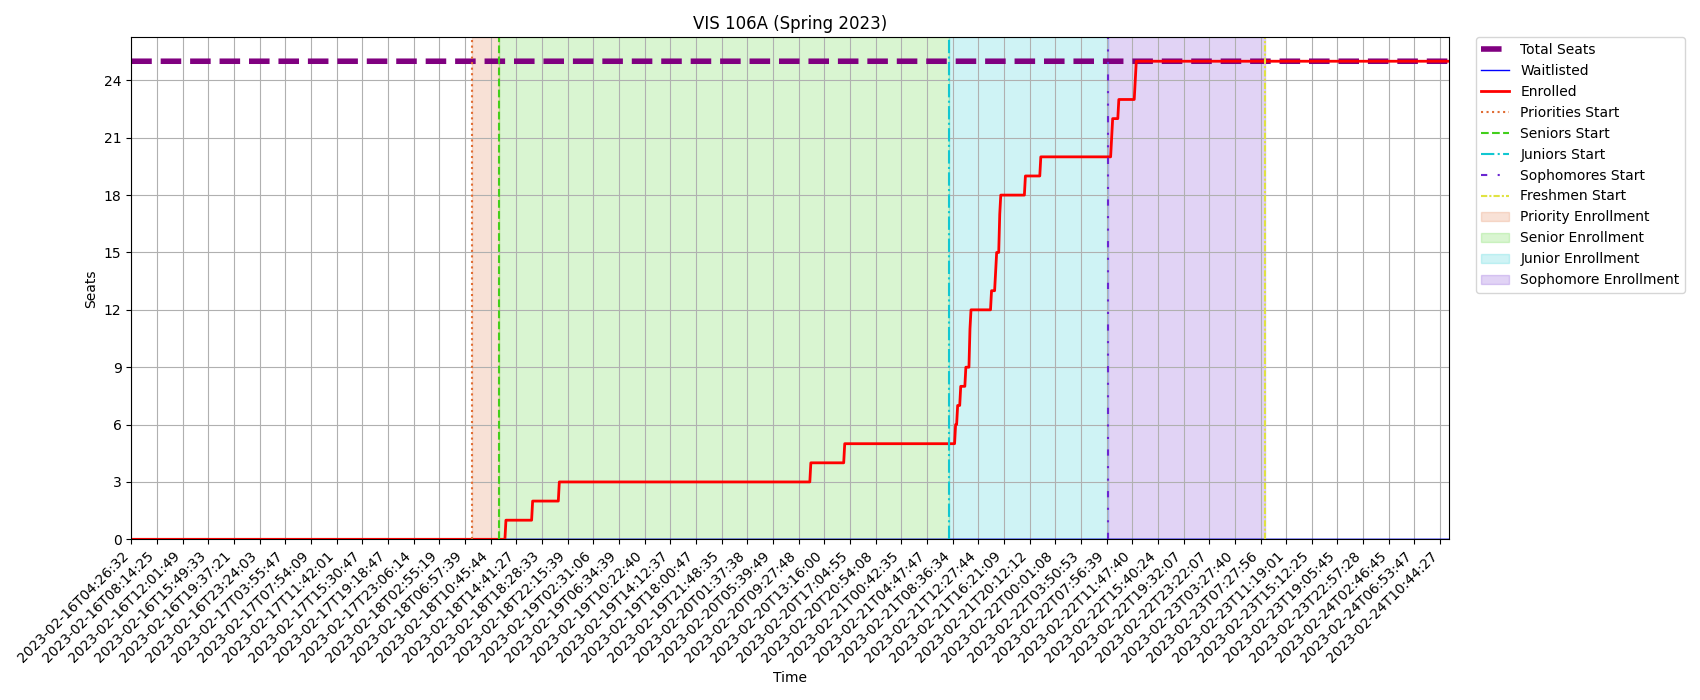 VIS 106A (Spring 2023)
Total Seats
Waitlisted
Enrolled
Priorities Start
Seniors Start
Juniors Start
Sophomores Start
Freshmen Start
Priority Enrollment
Senior Enrollment
Junior Enrollment
Sophomore Enrollment
Seats
24
21
18
15
12
9
6
3
0
2023-02-16T04:26:32
2023-02-16T08:14:25
2023-02-16T12:01:49
2023-02-16T15:49:33
2023-02-16T19:37:21
2023-02-16T23:24:03
2023-02-17T03:55:47
2023-02-17T07:54:09
2023-02-17T11:42:01
2023-02-17T15:30:47
2023-02-17T19:18:47
2023-02-17T23:06:14
2023-02-18T02:55:19
2023-02-18T06:57:39
2023-02-18T10:45:44
2023-02-18T14:41:27
2023-02-18T18:28:33
2023-02-18T22:15:39
2023-02-19T02:31:06
2023-02-19T06:34:39
2023-02-19T10:22:40
2023-02-19T14:12:37
2023-02-19T18:00:47
2023-02-19T21:48:35
2023-02-20T01:37:38
2023-02-20T05:39:49
2023-02-20T09:27:48
2023-02-20T13:16:00
2023-02-20T17:04:55
2023-02-20T20:54:08
2023-02-21T00:42:35
2023-02-21T04:47:47
2023-02-21T08:36:34
2023-02-21T12:27:44
2023-02-21T16:21:09
2023-02-21T20:12:12
2023-02-22T00:01:08
2023-02-22T03:50:53
2023-02-22T07:56:39
2023-02-22T11:47:40
2023-02-22T15:40:24
2023-02-22T19:32:07
2023-02-22T23:22:07
2023-02-23T03:27:40
2023-02-23T07:27:56
2023-02-23T11:19:01
2023-02-23T15:12:25
2023-02-23T19:05:45
2023-02-23T22:57:28
2023-02-24T02:46:45
2023-02-24T06:53:47
2023-02-24T10:44:27
Time